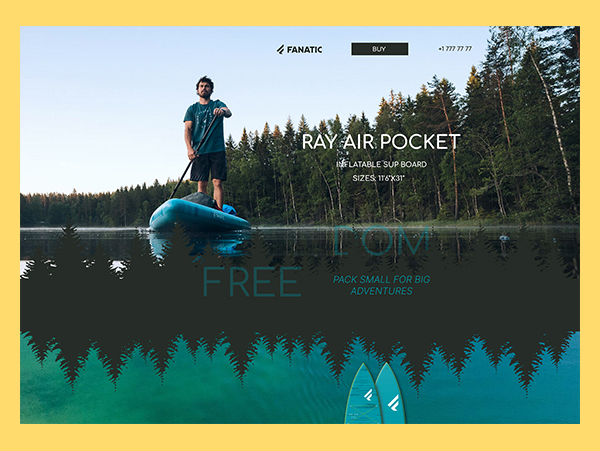 FANATIC
BUY
+1 777 77 77
RAY AIR POCKET
INFLATABLE SUP BOARD
SIZES: 11'6"X31"
FREE
PACK SMALL FOR BIG
ADVENTURES